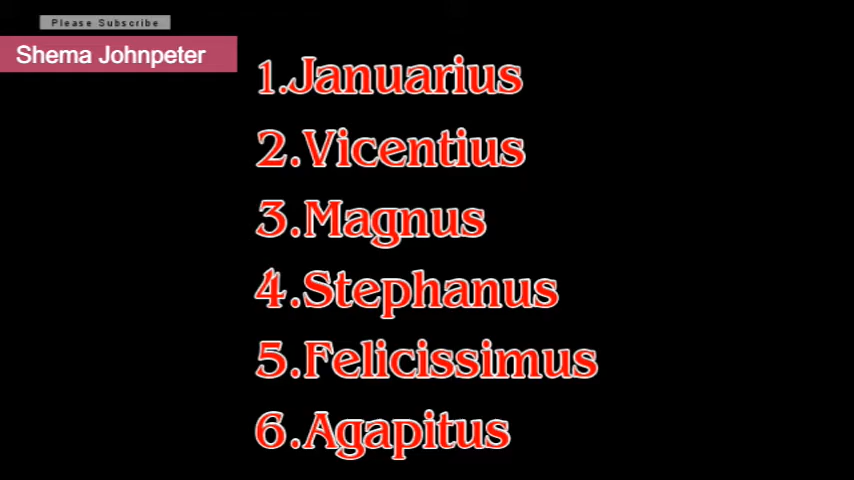 Please Subscribe
Shema Johnpeter
1.Januarius
2.Vicentius
3.Magnus
4.Stephanus
5.Felicissimus
6.Agapitus